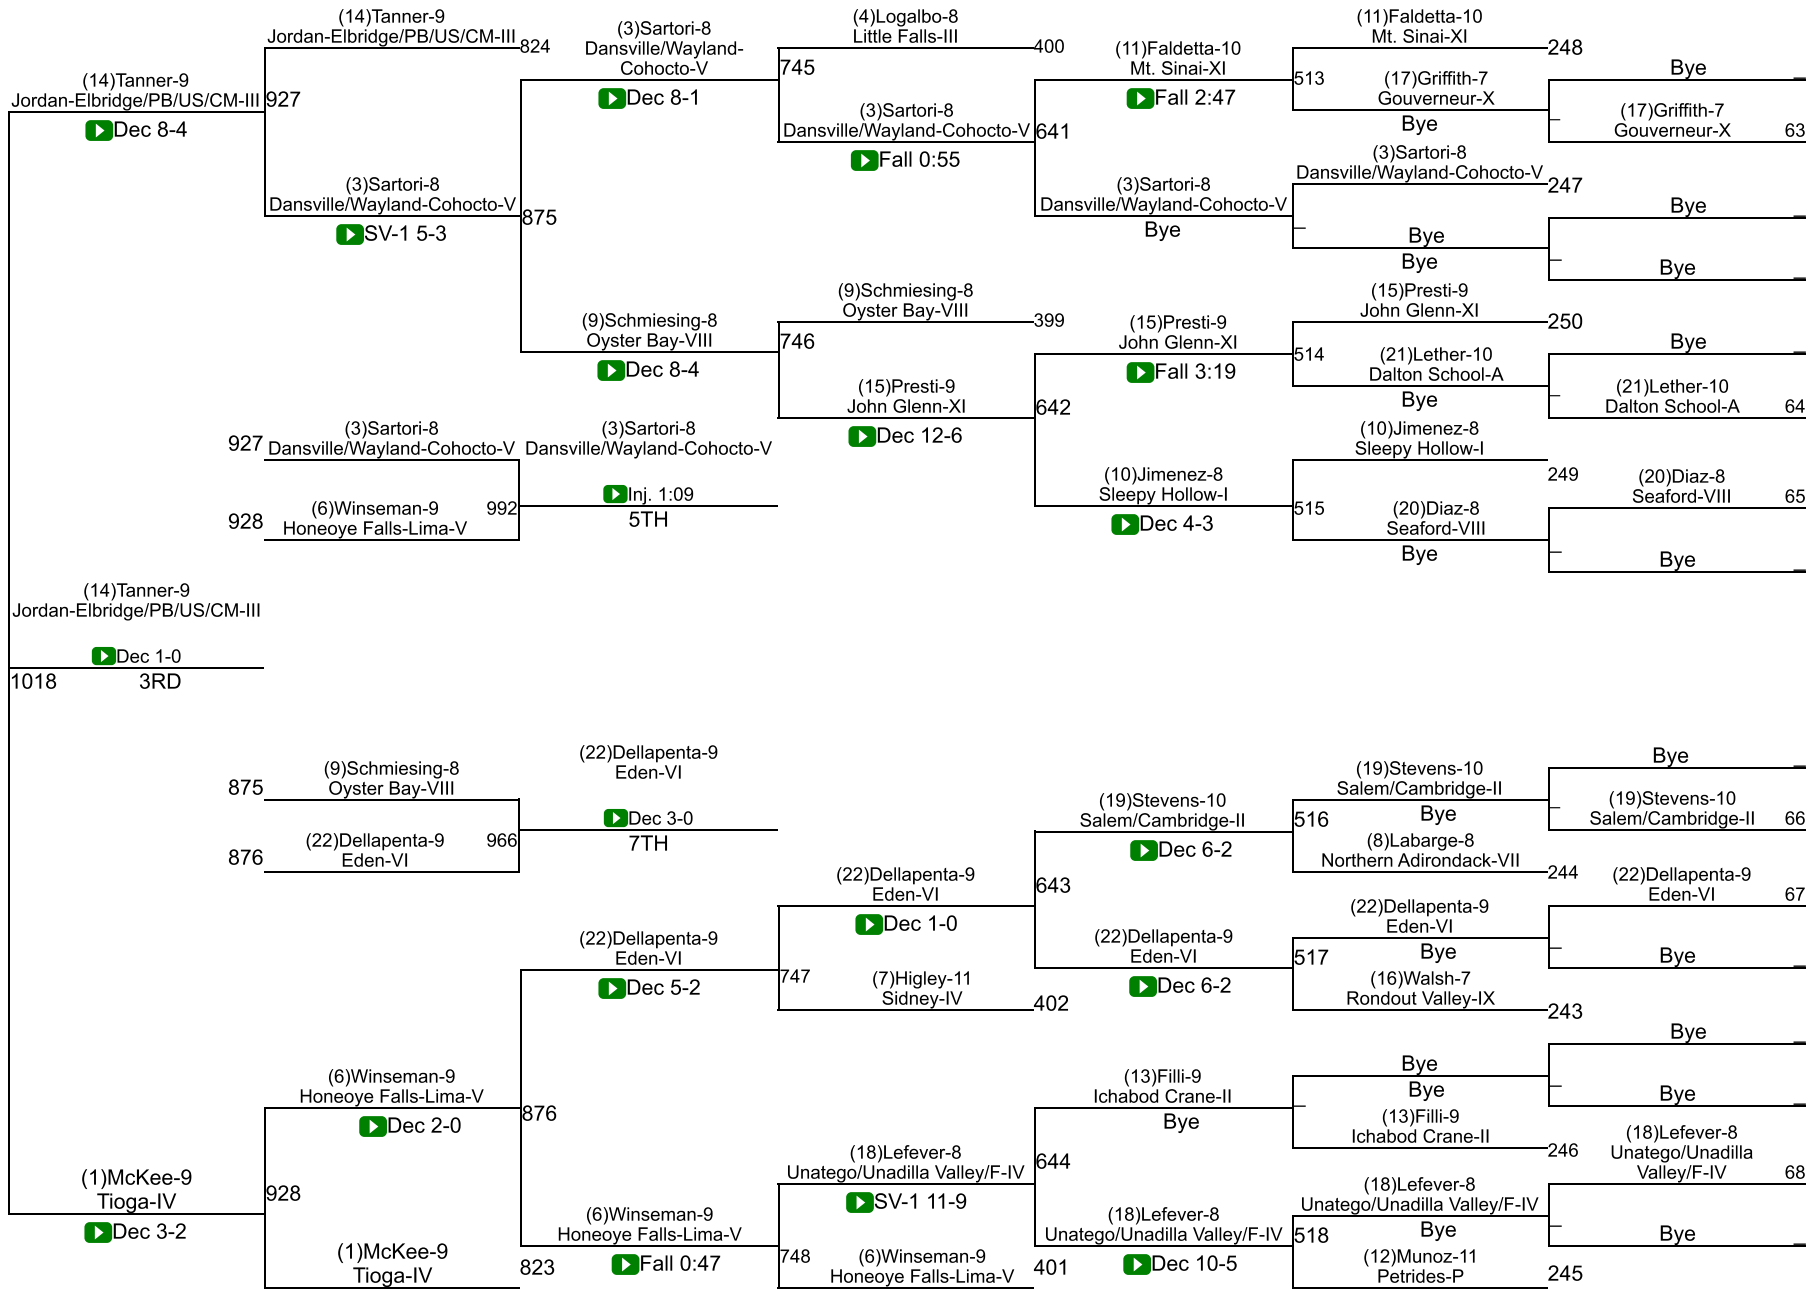 (14)Tanner-9
Jordan-Elbridge/PB/US/CM-III
Dec 8-4
927
(14)Tanner-9
Jordan-Elbridge/PB/US/CM-III
824
(3)Sartori-8
Dansville/Wayland-Cohocto-V
SV-1 5-3
875
(3)Sartori-8
Dansville/Wayland-
Cohocto-V
Dec 8-1
745
(4)Logalbo-8
Little Falls-III
400
(3)Sartori-8
Dansville/Wayland-Cohocto-V
Fall 0:55
641
(11)Faldetta-10
Mt. Sinai-XI
Fall 2:47
513
(11)Faldetta-10
Mt. Sinai-XI
248
(17)Griffith-7
Gouverneur-X
Bye
Bye
(17)Griffith-7
Gouverneur-X
63
(3)Sartori-8
Dansville/Wayland-Cohocto-V
Bye
(3)Sartori-8
Dansville/Wayland-Cohocto-V
247
Bye
Bye
Bye
Bye
(9)Schmiesing-8
Oyster Bay-VIII
Dec 8-4
746
(9)Schmiesing-8
Oyster Bay-VIII
399
(15)Presti-9
John Glenn-XI
Dec 12-6
642
(15)Presti-9
John Glenn-XI
Fall 3:19
514
(15)Presti-9
John Glenn-XI
250
(21)Lether-10
Dalton School-A
Bye
Bye
(21)Lether-10
Dalton School-A
64
(10)Jimenez-8
Sleepy Hollow-I
Dec 4-3
515
(10)Jimenez-8
Sleepy Hollow-I
249
(20)Diaz-8
Seaford-VIII
Bye
(20)Diaz-8
Seaford-VIII
65
Bye
927
(3)Sartori-8
Dansville/Wayland-Cohocto-V
928
(6)Winseman-9
Honeoye Falls-Lima-V
992
(3)Sartori-8
Dansville/Wayland-Cohocto-V
Inj. 1:09
5TH
(14)Tanner-9
Jordan-Elbridge/PB/US/CM-III
Dec 1-0
1018
3RD
875
(9)Schmiesing-8
Oyster Bay-VIII
876
(22)Dellapenta-9
Eden-VI
966
(22)Dellapenta-9
Eden-VI
Dec 3-0
7TH
(1)McKee-9
Tioga-IV
Dec 3-2
928
(6)Winseman-9
Honeoye Falls-Lima-V
Dec 2-0
876
(1)McKee-9
Tioga-IV
823
(22)Dellapenta-9
Eden-VI
Dec 5-2
747
(22)Dellapenta-9
Eden-VI
Dec 1-0
643
(7)Higley-11
Sidney-IV
402
(19)Stevens-10
Salem/Cambridge-II
Dec 6-2
516
(19)Stevens-10
Salem/Cambridge-II
Bye
(8)Labarge-8
Northern Adirondack-VII
244
Bye
(19)Stevens-10
Salem/Cambridge-II
66
(22)Dellapenta-9
Eden-VI
Dec 6-2
517
(22)Dellapenta-9
Eden-VI
Bye
(16)Walsh-7
Rondout Valley-IX
243
(22)Dellapenta-9
Eden-VI
67
Bye
(6)Winseman-9
Honeoye Falls-Lima-V
Fall 0:47
748
(18)Lefever-8
Unatego/Unadilla Valley/F-IV
SV-1 11-9
644
(6)Winseman-9
Honeoye Falls-Lima-V
401
(13)Filli-9
Ichabod Crane-II
Bye
Bye
Bye
(13)Filli-9
Ichabod Crane-II
246
Bye
Bye
(18)Lefever-8
Unatego/Unadilla Valley/F-IV
Dec 10-5
518
(18)Lefever-8
Unatego/Unadilla Valley/F-IV
Bye
(12)Munoz-11
Petrides-P
245
(18)Lefever-8
Unatego/Unadilla
Valley/F-IV
68
Bye